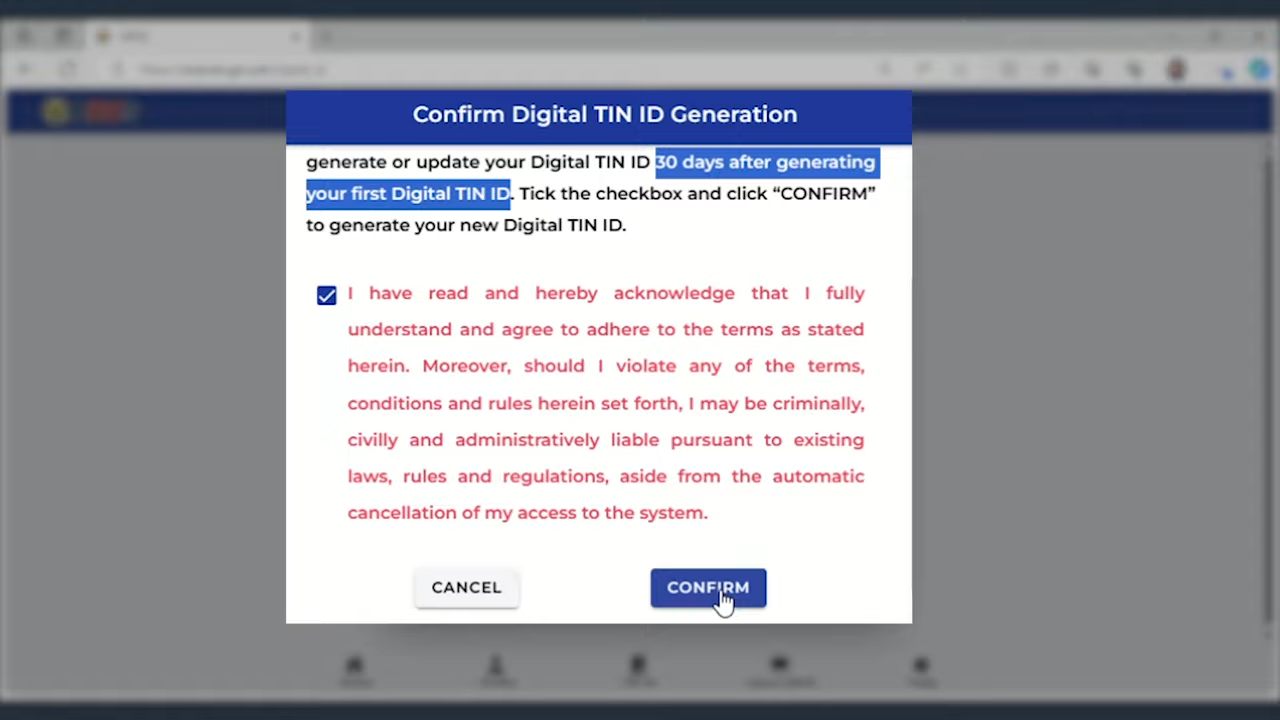 Confirm Digital TIN ID Generation
generate or update your Digital TIN ID 30 days after generating
your first Digital TIN ID. Tick the checkbox and click “CONFIRM”
to generate your new Digital TIN ID.
I have read and hereby acknowledge that I fully
understand and agree to adhere to the terms as stated
herein. Moreover, should I violate any of the terms,
conditions and rules herein set forth, I may be criminally,
civilly and administratively liable pursuant to existing
laws, rules and regulations, aside from the automatic
cancellation of my access to the system.
CANCEL
CONFIRM